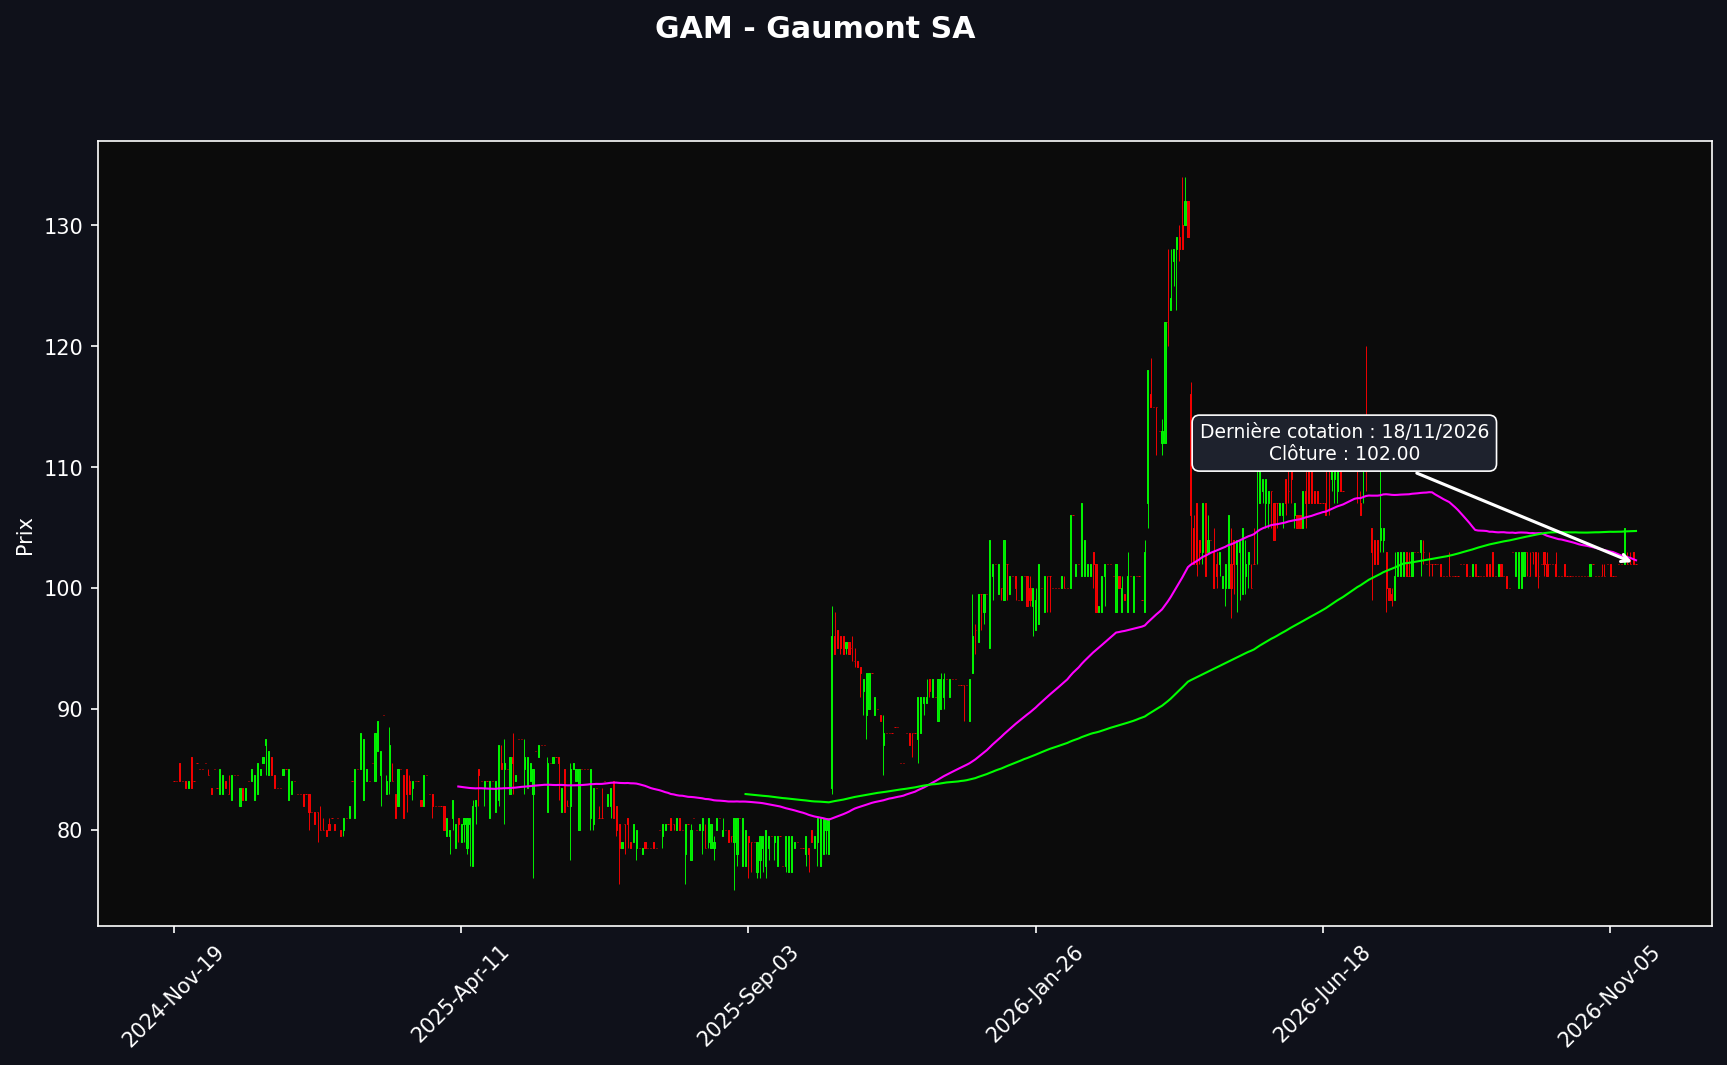 GAM - Gaumont SA
Prix
130
120
110
100
90
80
Dernière cotation : 18/11/2026
Clôture : 102.00
2024-Nov-19
2025-Apr-11
2025-Sep-03
2026-Jan-26
2026-Jun-18
2026-Nov-05